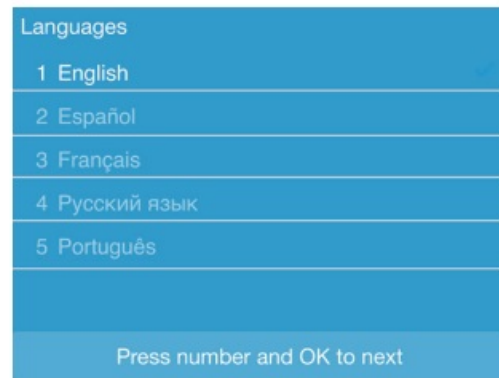 Languages
1 English
2 Español
3 Français
4 Русский язык
5 Português
Press number and OK to next